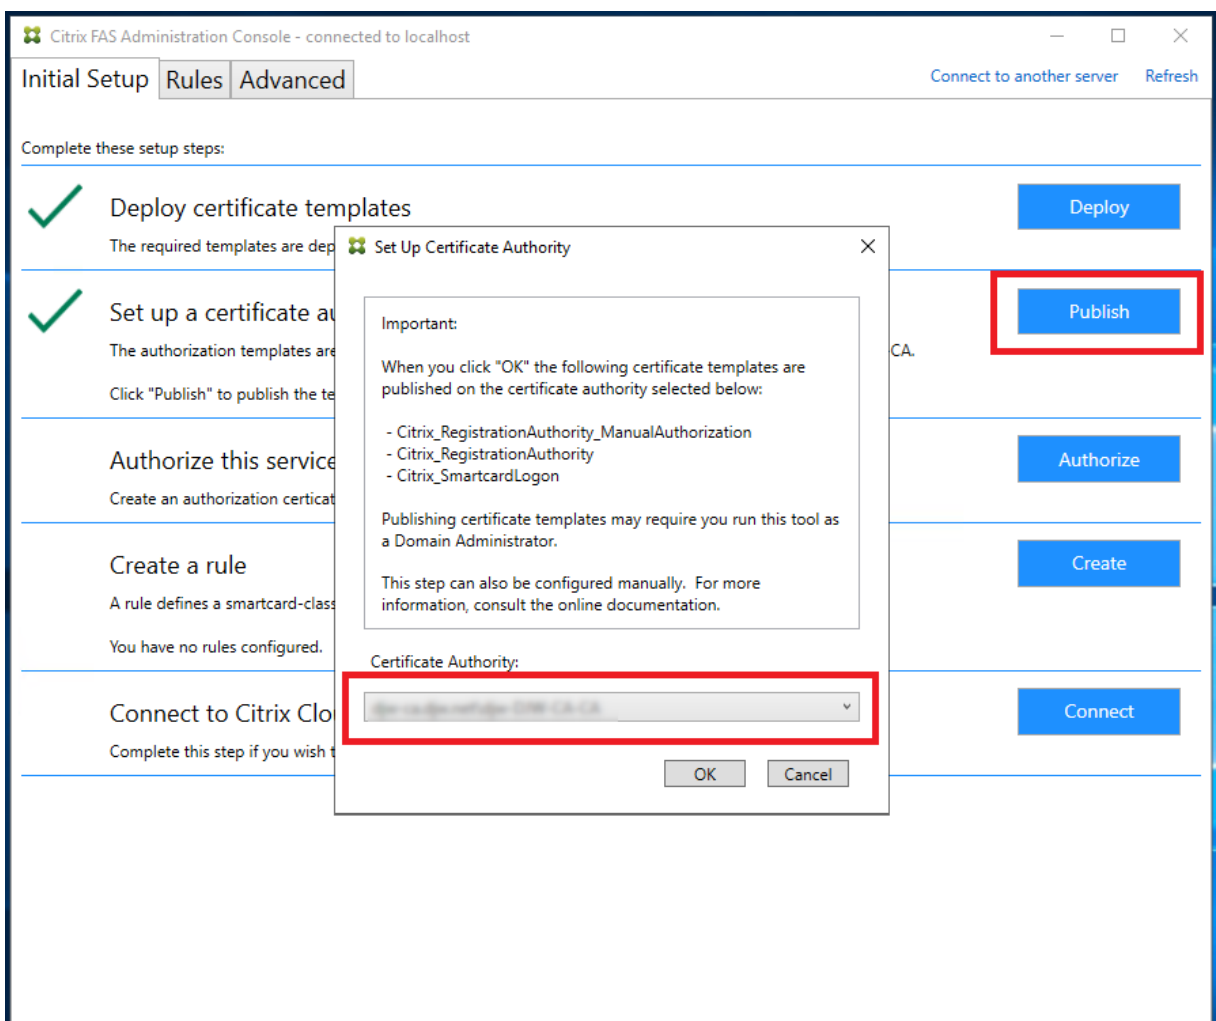 Citrix FAS Administration Console - connected to localhost
Initial Setup Rules Advanced
Connect to another server Refresh
Complete these setup steps:
Deploy certificate templates
Deploy
The required templates are dep
Set up a certificate au
Publish
The authorization templates are
CA.
Click "Publish" to publish the te
Authorize this service
Authorize
Create an authorization certicat
Create a rule
Create
A rule defines a smartcard-class
You have no rules configured.
Connect to Citrix Clou
Connect
Complete this step if you wish t
Set Up Certificate Authority
Important:
When you click "OK" the following certificate templates are
published on the certificate authority selected below:
- Citrix_RegistrationAuthority_ManualAuthorization
- Citrix_RegistrationAuthority
- Citrix_SmartcardLogon
Publishing certificate templates may require you run this tool as
a Domain Administrator.
This step can also be configured manually. For more
information, consult the online documentation.
Certificate Authority:
OK Cancel